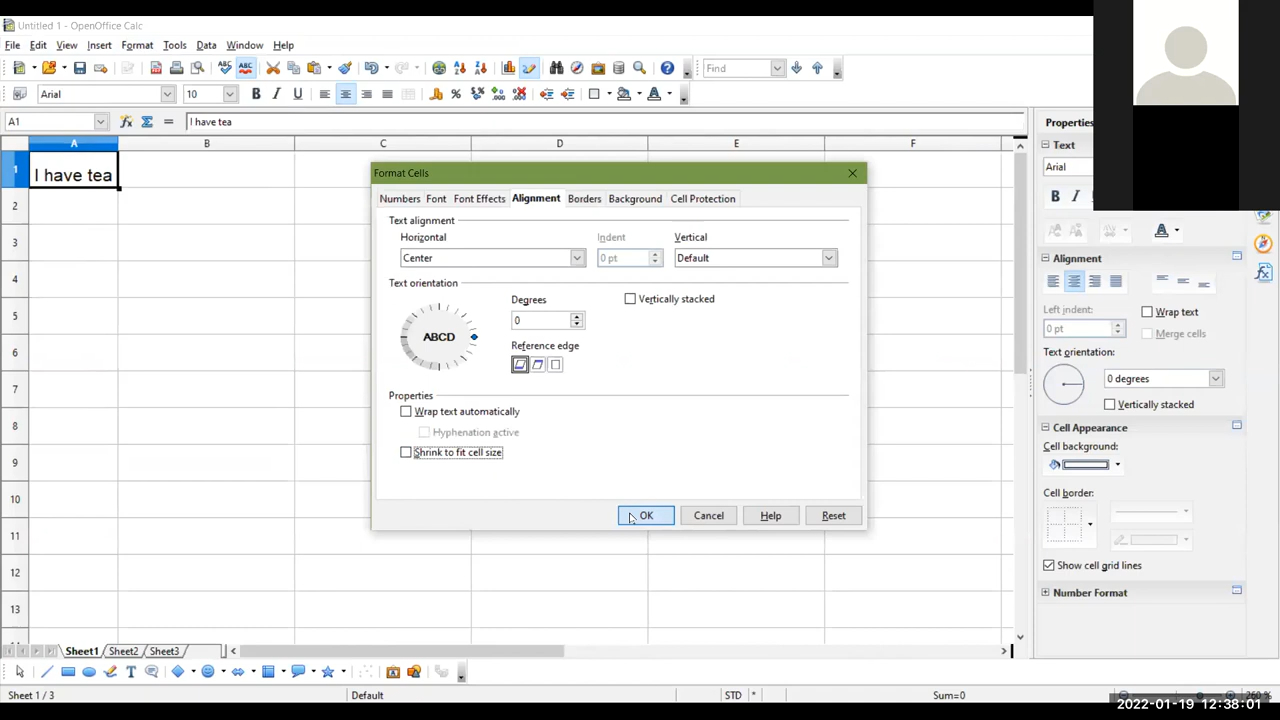 Untitled 1 - OpenOffice Calc
File Edit View Insert Format Tools Data Window Help
Find
Arial 10
A1 I have tea
A B C D E F
1 I have tea
2
3
4
5
6
7
8
9
10
11
12
13
Format Cells
Numbers Font Font Effects Alignment Borders Background Cell Protection
Text alignment
Horizontal Indent Vertical
Center 0 pt Default
Text orientation
Degrees
Vertically stacked
ABCD
0
Reference edge
Properties
Wrap text automatically
Hyphenation active
Shrink to fit cell size
OK Cancel Help Reset
Properties
Text
Arial
B I
Alignment
Left indent:
Wrap text
0 pt
Merge cells
Text orientation:
0 degrees
Vertically stacked
Cell Appearance
Cell background:
Cell border:
Show cell grid lines
Number Format
Sheet1 Sheet2 Sheet3
Sheet 1 / 3 Default STD * Sum=0 260 %
2022-01-19 12:38:01